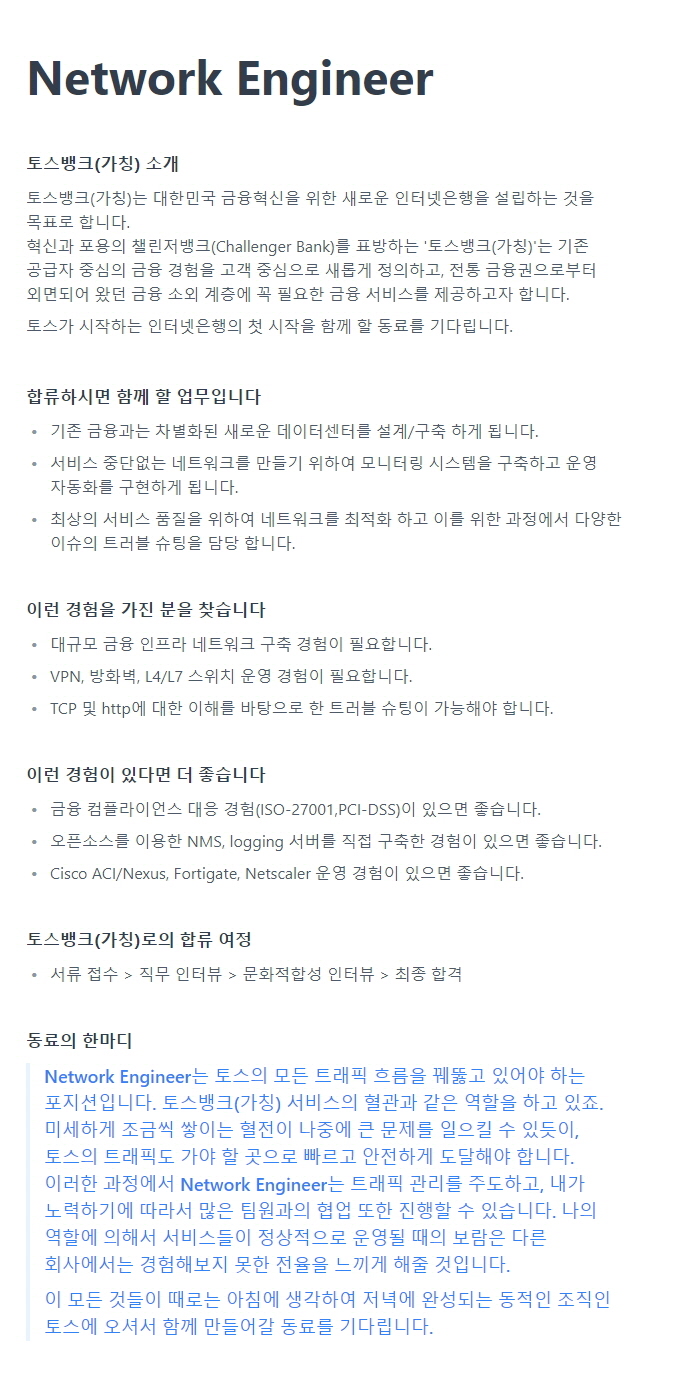 Network Engineer
토스뱅크(가칭) 소개
토스뱅크(가칭)는 대한민국 금융혁신을 위한 새로운 인터넷은행을 설립하는 것을
목표로 합니다.
혁신과 포용의 챌린저뱅크(Challenger Bank)를 표방하는 '토스뱅크(가칭)'는 기존
공급자 중심의 금융 경험을 고객 중심으로 새롭게 정의하고, 전통 금융권으로부터
외면되어 왔던 금융 소외 계층에 꼭 필요한 금융 서비스를 제공하고자 합니다.
토스가 시작하는 인터넷은행의 첫 시작을 함께 할 동료를 기다립니다.
합류하시면 함께 할 업무입니다
• 기존 금융과는 차별화된 새로운 데이터센터를 설계/구축 하게 됩니다.
• 서비스 중단없는 네트워크를 만들기 위하여 모니터링 시스템을 구축하고 운영
자동화를 구현하게 됩니다.
• 최상의 서비스 품질을 위하여 네트워크를 최적화 하고 이를 위한 과정에서 다양한
이슈의 트러블 슈팅을 담당 합니다.
이런 경험을 가진 분을 찾습니다
• 대규모 금융 인프라 네트워크 구축 경험이 필요합니다.
• VPN, 방화벽, L4/L7 스위치 운영 경험이 필요합니다.
• TCP 및 http에 대한 이해를 바탕으로 한 트러블 슈팅이 가능해야 합니다.
이런 경험이 있다면 더 좋습니다
• 금융 컴플라이언스 대응 경험(ISO-27001,PCI-DSS)이 있으면 좋습니다.
• 오픈소스를 이용한 NMS, logging 서버를 직접 구축한 경험이 있으면 좋습니다.
• Cisco ACI/Nexus, Fortigate, Netscaler 운영 경험이 있으면 좋습니다.
토스뱅크(가칭)로의 합류 여정
• 서류 접수 > 직무 인터뷰 > 문화적합성 인터뷰 > 최종 합격
동료의 한마디
Network Engineer는 토스의 모든 트래픽 흐름을 꿰뚫고 있어야 하는
포지션입니다. 토스뱅크(가칭) 서비스의 혈관과 같은 역할을 하고 있죠.
미세하게 조금씩 쌓이는 혈전이 나중에 큰 문제를 일으킬 수 있듯이,
토스의 트래픽도 가야 할 곳으로 빠르고 안전하게 도달해야 합니다.
이러한 과정에서 Network Engineer는 트래픽 관리를 주도하고, 내가
노력하기에 따라서 많은 팀원과의 협업 또한 진행할 수 있습니다. 나의
역할에 의해서 서비스들이 정상적으로 운영될 때의 보람은 다른
회사에서는 경험해보지 못한 전율을 느끼게 해줄 것입니다.
이 모든 것들이 때로는 아침에 생각하여 저녁에 완성되는 동적인 조직인
토스에 오셔서 함께 만들어갈 동료를 기다립니다.